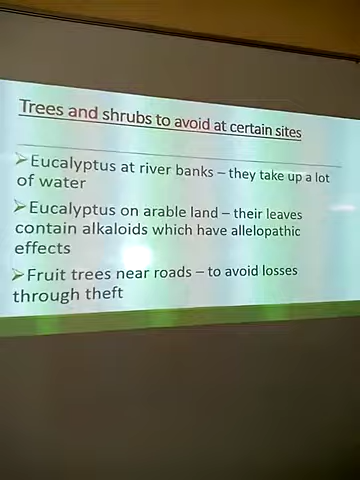 Trees and shrubs to avoid at certain sites
➢Eucalyptus at river banks – they take up a lot
of water
➢Eucalyptus on arable land – their leaves
contain alkaloids which have allelopathic
effects
➢Fruit trees near roads – to avoid losses
through theft